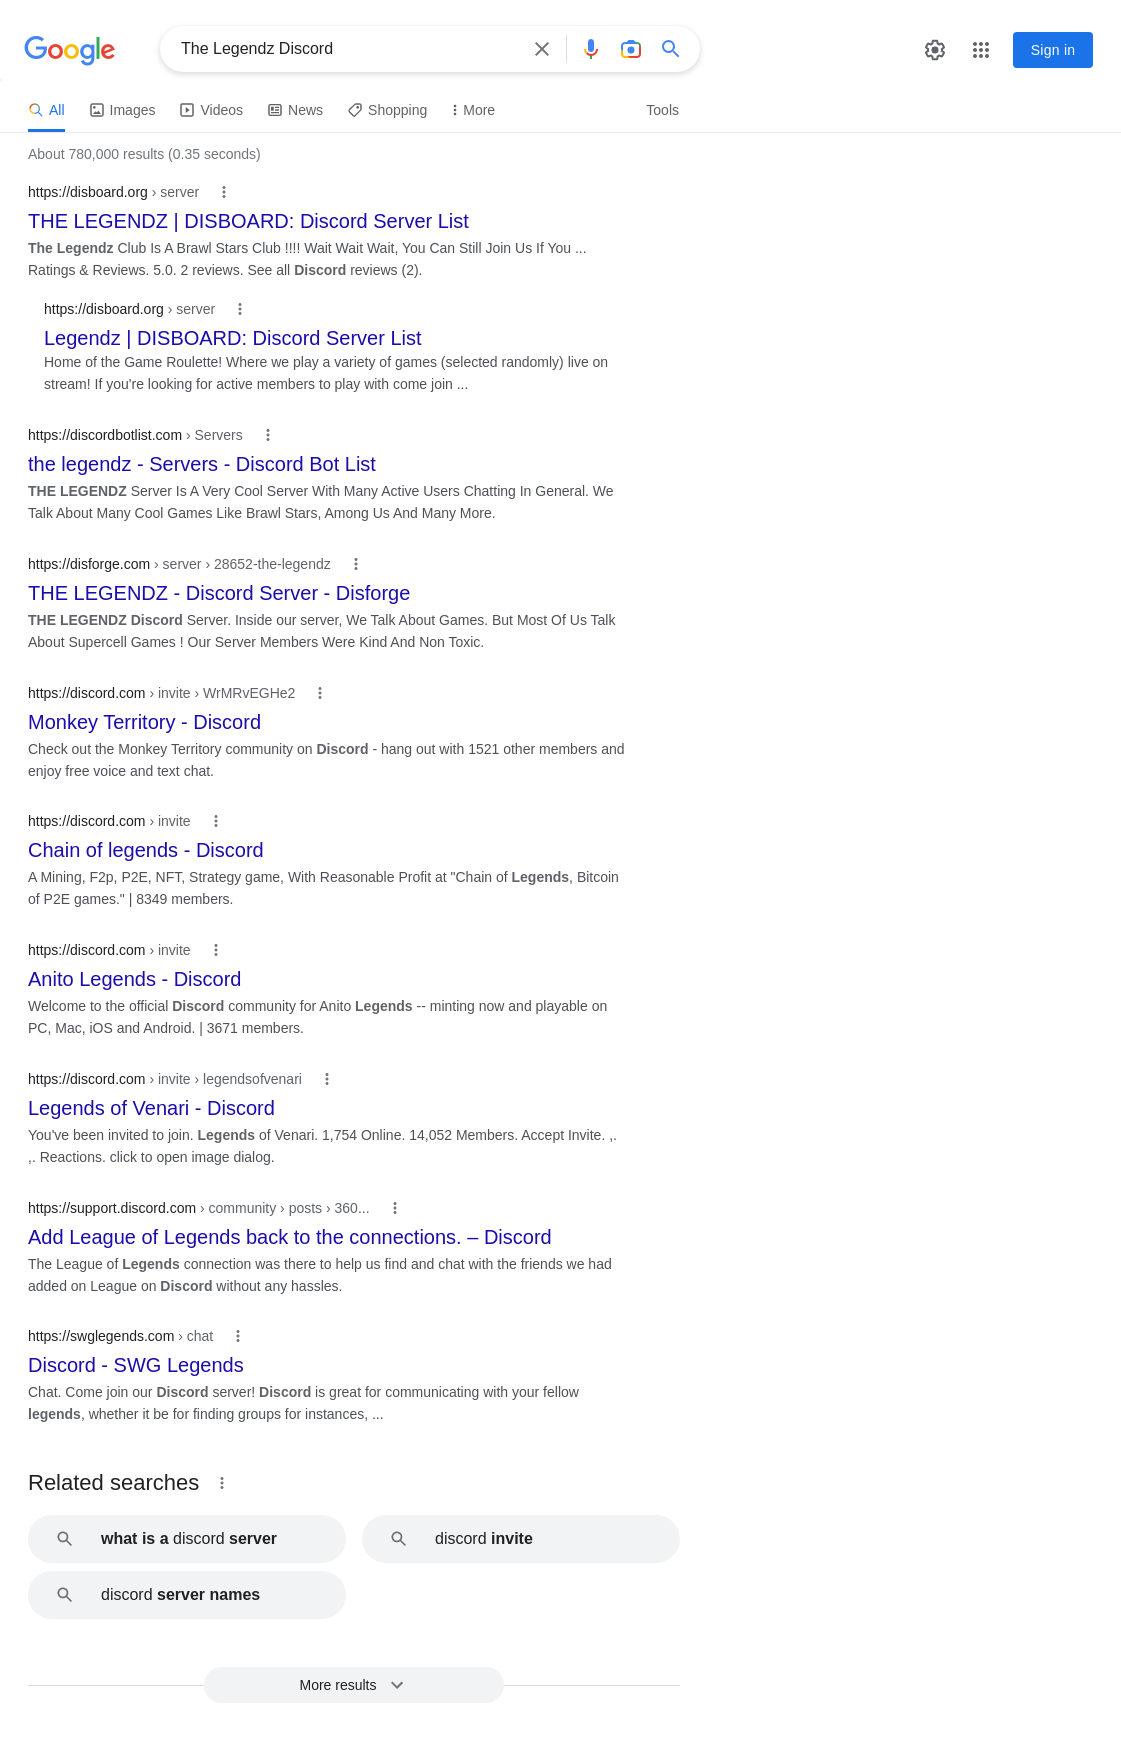 Google
The Legendz Discord
Sign in
All Images Videos News Shopping More Tools
About 780,000 results (0.35 seconds)
https://disboard.org › server
THE LEGENDZ | DISBOARD: Discord Server List
The Legendz Club Is A Brawl Stars Club !!!! Wait Wait Wait, You Can Still Join Us If You ...
Ratings & Reviews. 5.0. 2 reviews. See all Discord reviews (2).
https://disboard.org › server
Legendz | DISBOARD: Discord Server List
Home of the Game Roulette! Where we play a variety of games (selected randomly) live on
stream! If you're looking for active members to play with come join ...
https://discordbotlist.com › Servers
the legendz - Servers - Discord Bot List
THE LEGENDZ Server Is A Very Cool Server With Many Active Users Chatting In General. We
Talk About Many Cool Games Like Brawl Stars, Among Us And Many More.
https://disforge.com › server › 28652-the-legendz
THE LEGENDZ - Discord Server - Disforge
THE LEGENDZ Discord Server. Inside our server, We Talk About Games. But Most Of Us Talk
About Supercell Games ! Our Server Members Were Kind And Non Toxic.
https://discord.com › invite › WrMRvEGHe2
Monkey Territory - Discord
Check out the Monkey Territory community on Discord - hang out with 1521 other members and
enjoy free voice and text chat.
https://discord.com › invite
Chain of legends - Discord
A Mining, F2p, P2E, NFT, Strategy game, With Reasonable Profit at "Chain of Legends, Bitcoin
of P2E games." | 8349 members.
https://discord.com › invite
Anito Legends - Discord
Welcome to the official Discord community for Anito Legends -- minting now and playable on
PC, Mac, iOS and Android. | 3671 members.
https://discord.com › invite › legendsofvenari
Legends of Venari - Discord
You've been invited to join. Legends of Venari. 1,754 Online. 14,052 Members. Accept Invite. ,.
,. Reactions. click to open image dialog.
https://support.discord.com › community › posts › 360...
Add League of Legends back to the connections. – Discord
The League of Legends connection was there to help us find and chat with the friends we had
added on League on Discord without any hassles.
https://swglegends.com › chat
Discord - SWG Legends
Chat. Come join our Discord server! Discord is great for communicating with your fellow
legends, whether it be for finding groups for instances, ...
Related searches
what is a discord server
discord invite
discord server names
More results